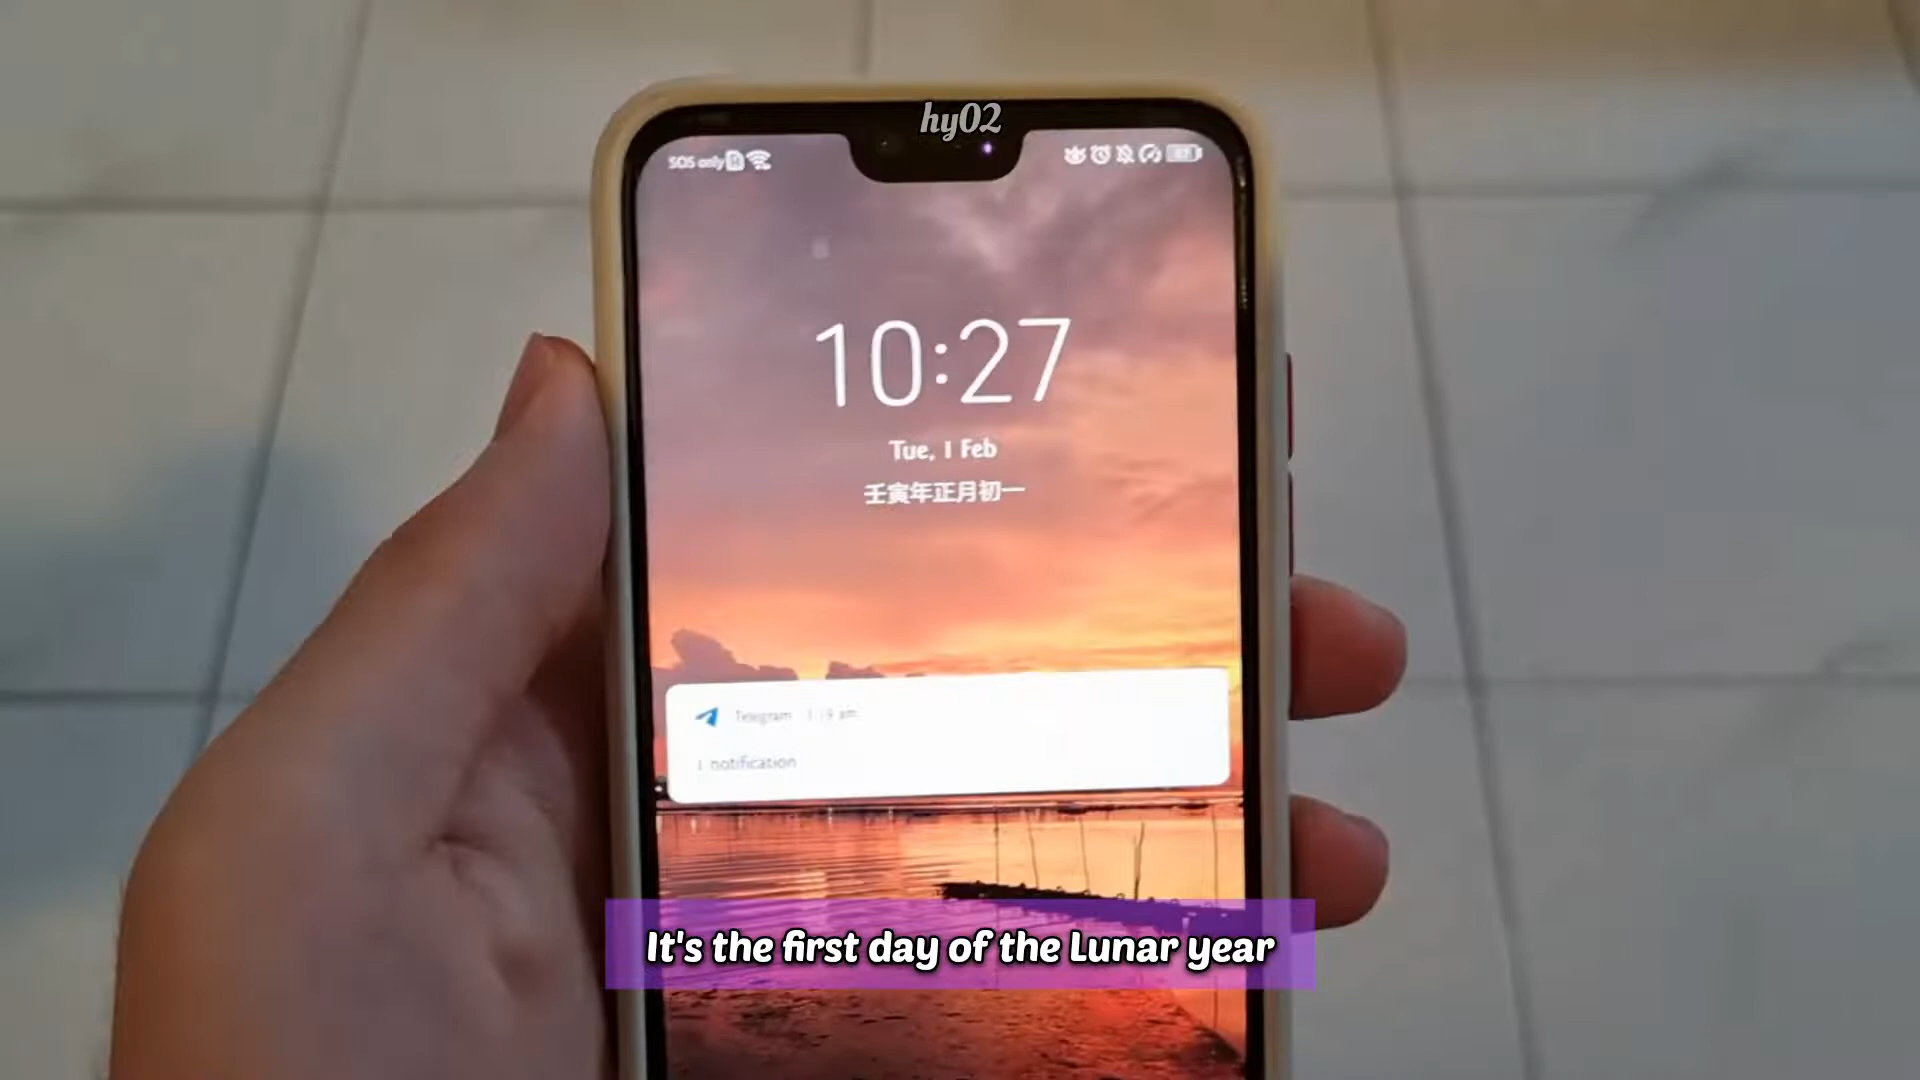 hy02
SOS only
10:27
Tue, 1 Feb
壬寅年正月初一
Telegram
1 notification
It's the first day of the Lunar year